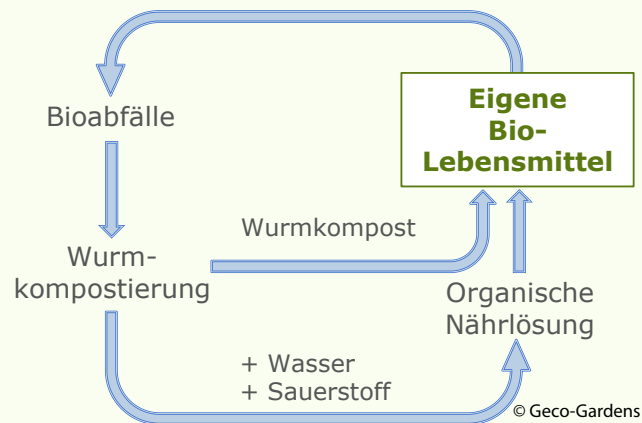 Eigene
Bio-
Lebensmittel
Bioabfälle
Wurmkompost
Wurm-
kompostierung
Organische
Nährlösung
+ Wasser
+ Sauerstoff
© Geco-Gardens